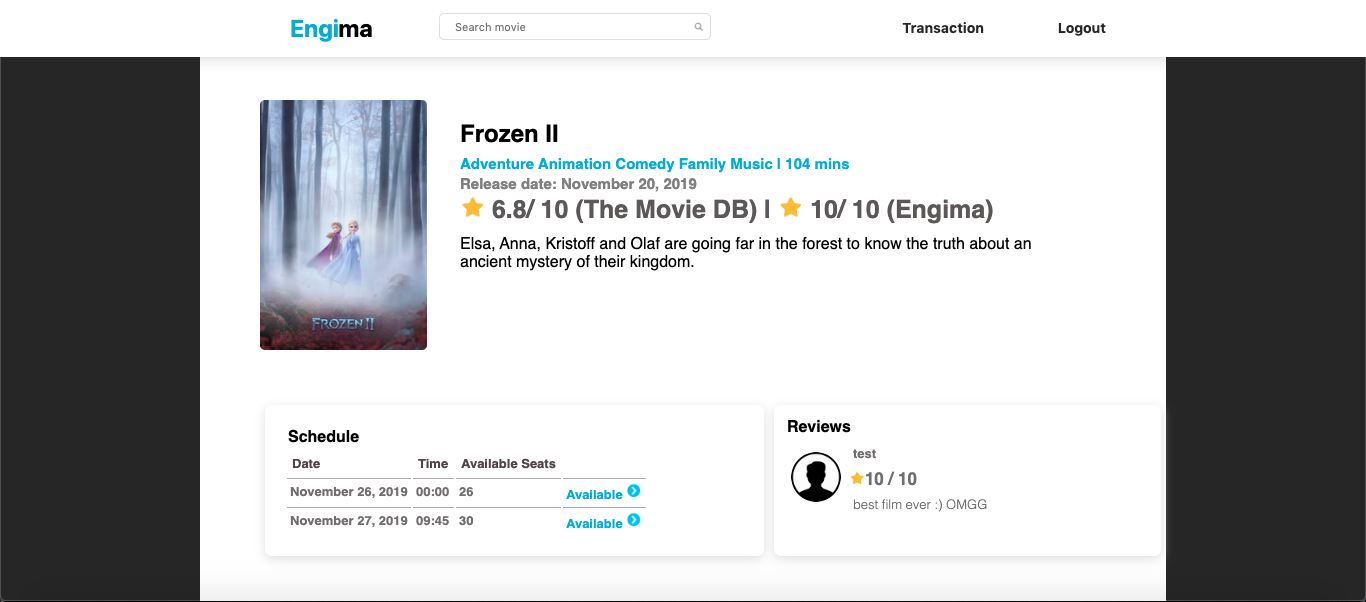 Engima
Search movie
Transaction
Logout
Frozen II
Adventure Animation Comedy Family Music | 104 mins
Release date: November 20, 2019
6.8/ 10 (The Movie DB) | 10/ 10 (Engima)
Elsa, Anna, Kristoff and Olaf are going far in the forest to know the truth about an
ancient mystery of their kingdom.
FROZEN II
Schedule
Date Time Available Seats
November 26, 2019 00:00 26 Available
November 27, 2019 09:45 30 Available
Reviews
test
10 / 10
best film ever :) OMGG